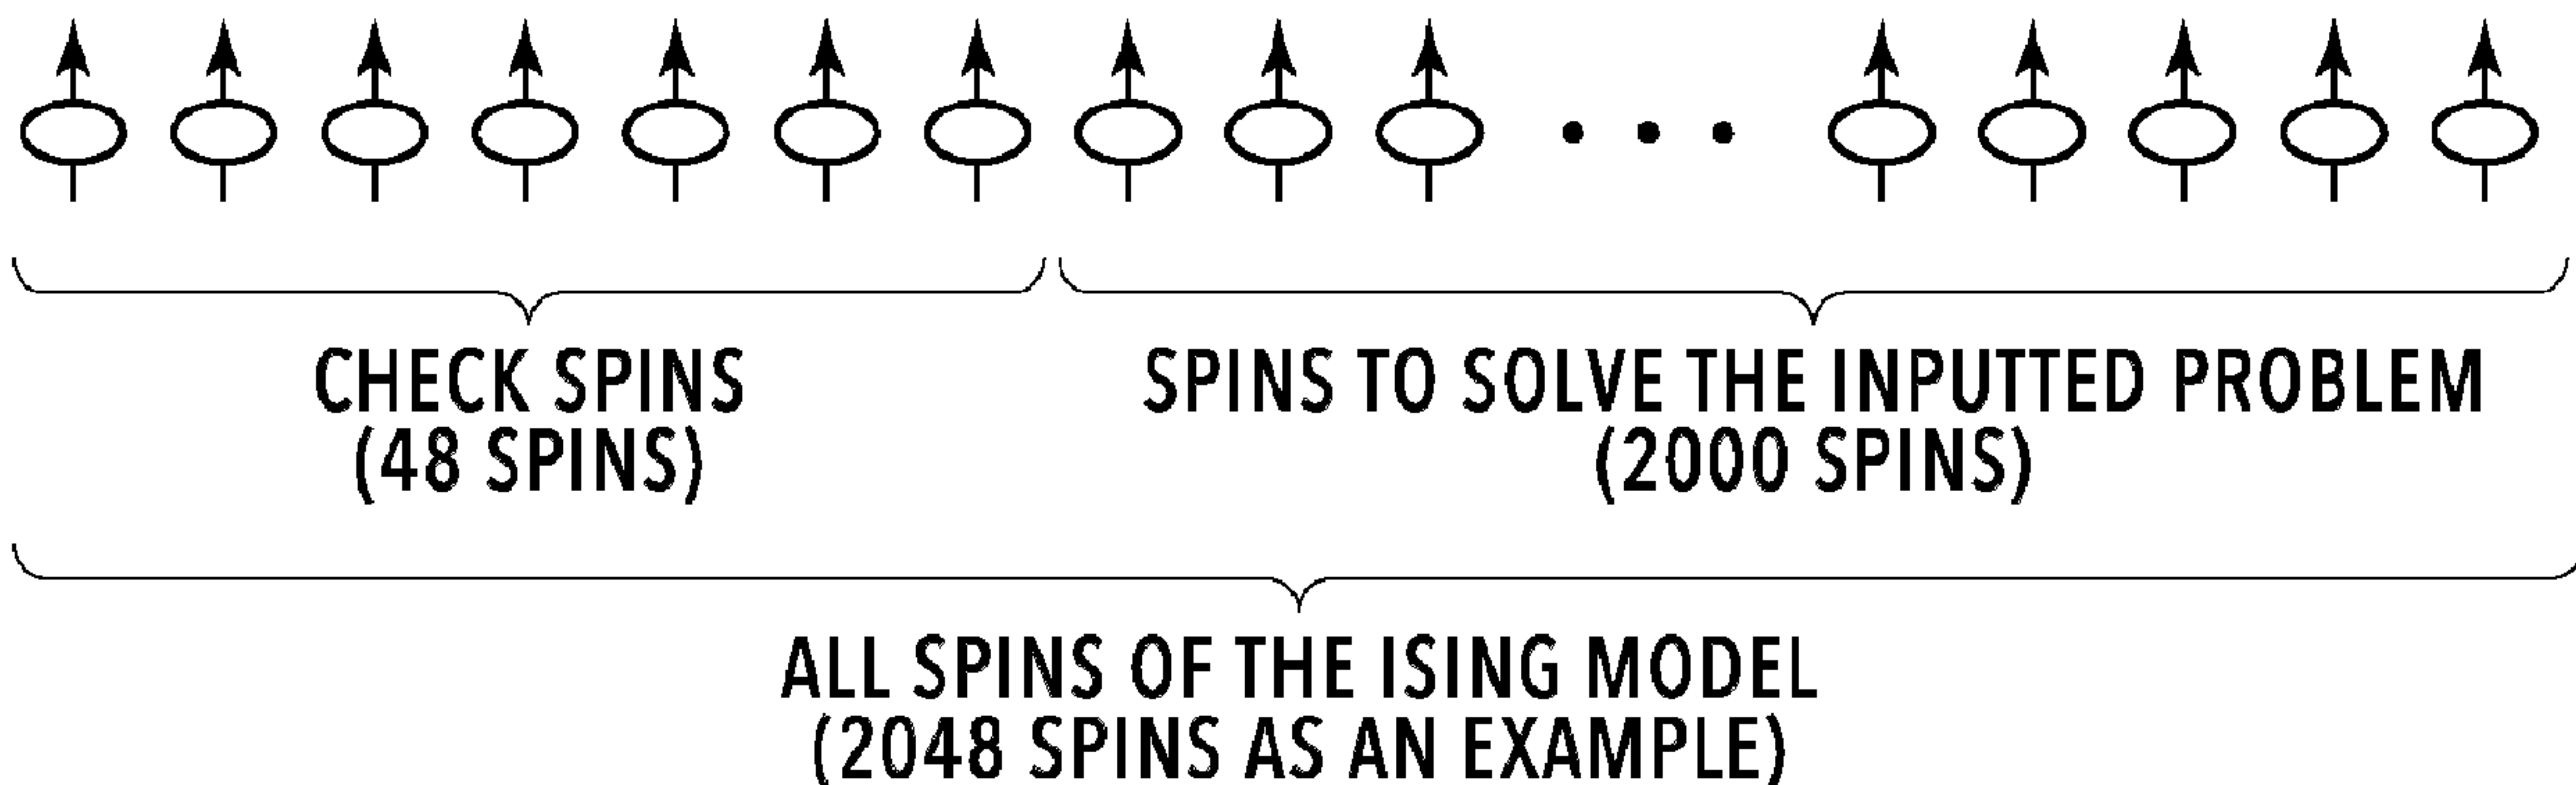 CHECK SPINS
(48 SPINS)
SPINS TO SOLVE THE INPUTTED PROBLEM
(2000 SPINS)
ALL SPINS OF THE ISING MODEL
(2048 SPINS AS AN EXAMPLE)